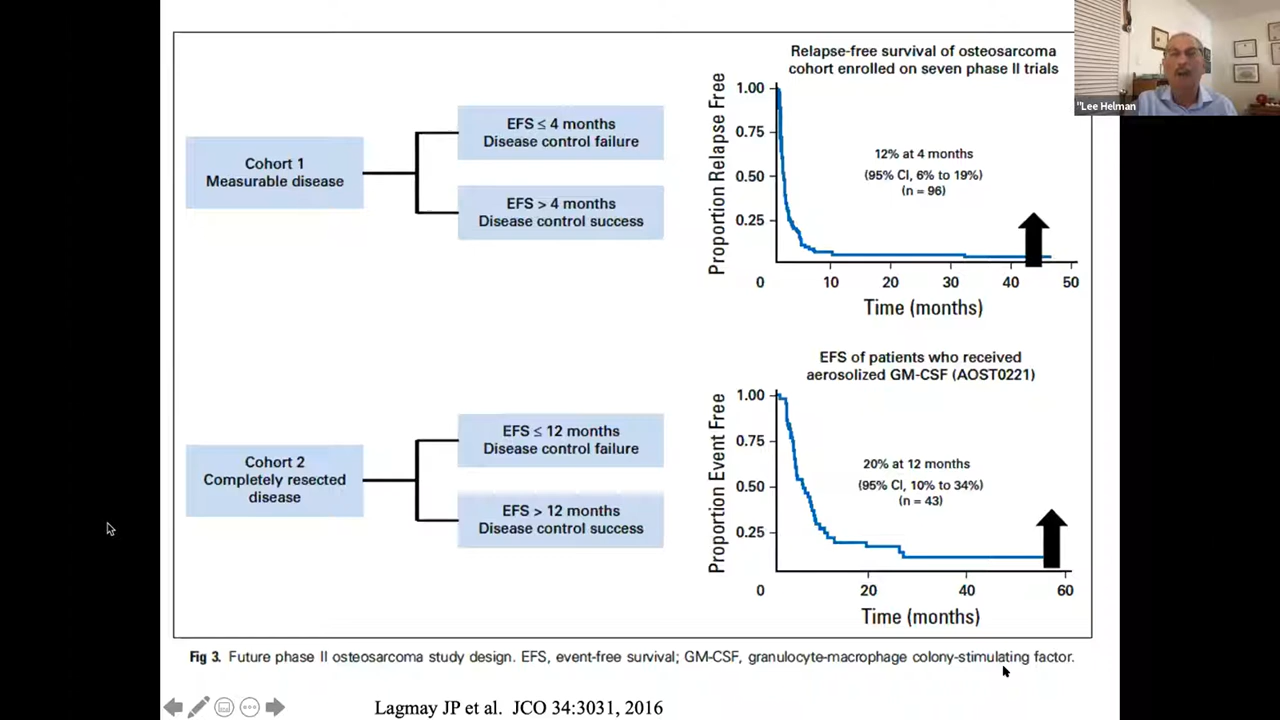 Cohort 1
Measurable disease
EFS ≤ 4 months
Disease control failure
EFS > 4 months
Disease control success
Relapse-free survival of osteosarcoma
cohort enrolled on seven phase II trials
Proportion Relapse Free
1.00
0.75
0.50
0.25
12% at 4 months
(95% CI, 6% to 19%)
(n = 96)
0 10 20 30 40 50
Time (months)
"Lee Helman
Cohort 2
Completely resected
disease
EFS ≤ 12 months
Disease control failure
EFS > 12 months
Disease control success
EFS of patients who received
aerosolized GM-CSF (AOST0221)
Proportion Event Free
1.00
0.75
0.50
0.25
20% at 12 months
(95% CI, 10% to 34%)
(n = 43)
0 20 40 60
Time (months)
Fig 3. Future phase II osteosarcoma study design. EFS, event-free survival; GM-CSF, granulocyte-macrophage colony-stimulating factor.
Lagmay JP et al. JCO 34:3031, 2016